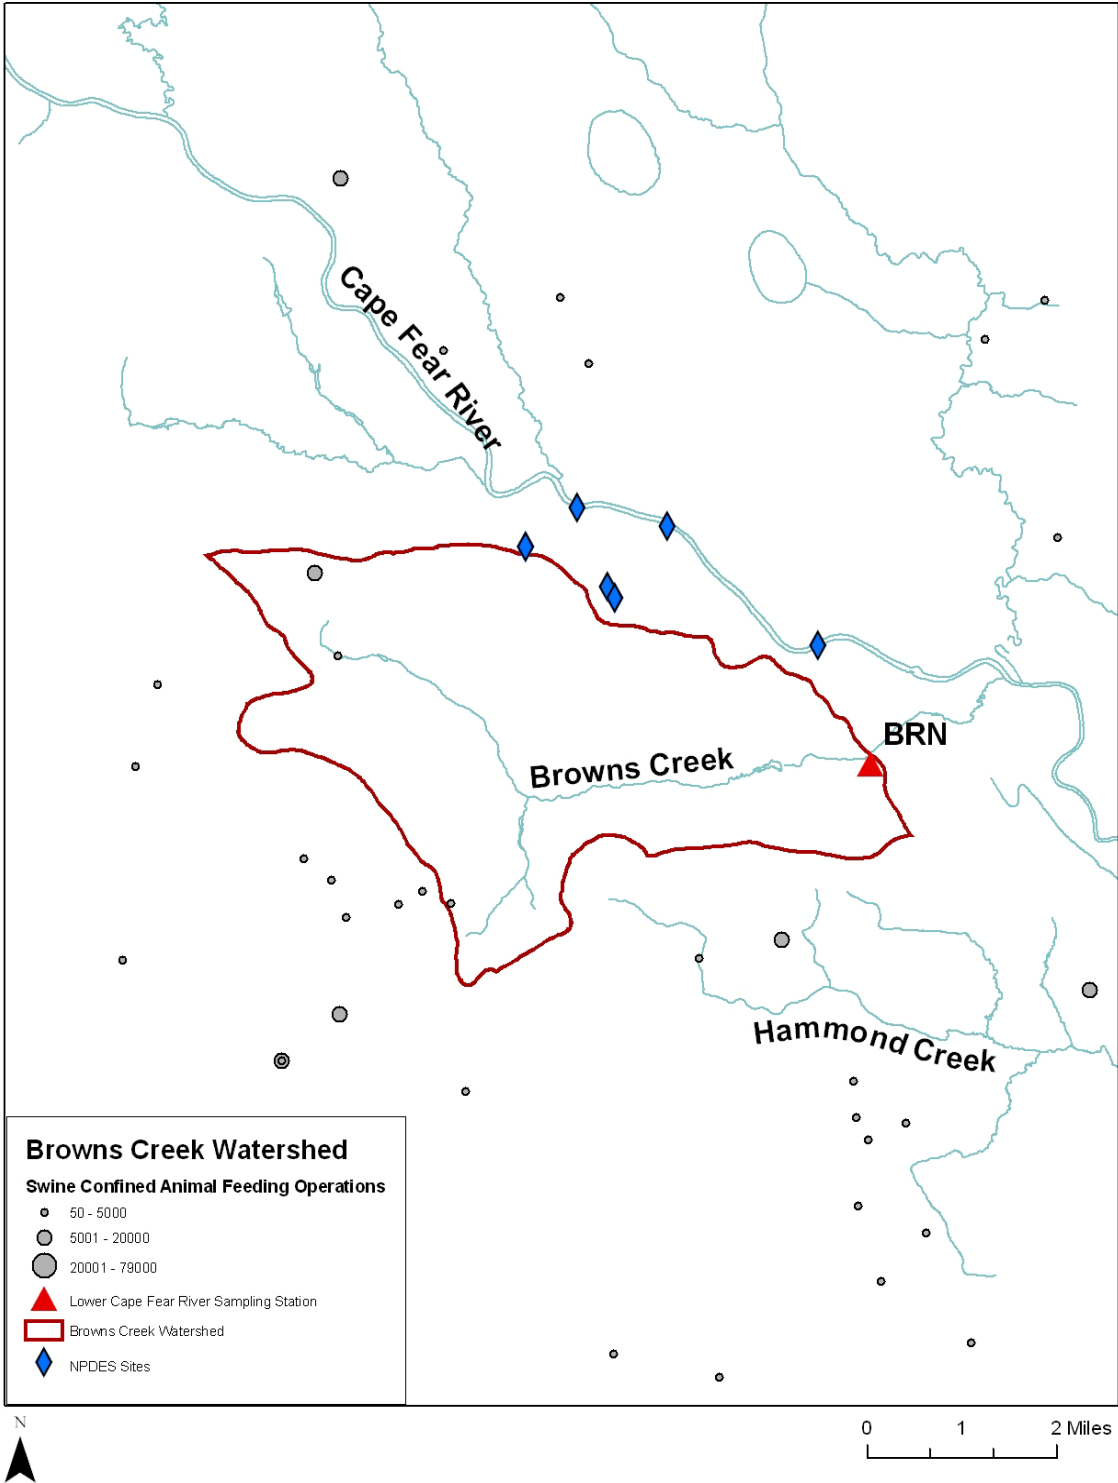 Cape Fear River
BRN
Browns Creek
Hammond Creek
Browns Creek Watershed
Swine Confined Animal Feeding Operations
50 - 5000
5001 - 20000
20001 - 79000
Lower Cape Fear River Sampling Station
Browns Creek Watershed
NPDES Sites
N
0 1 2 Miles